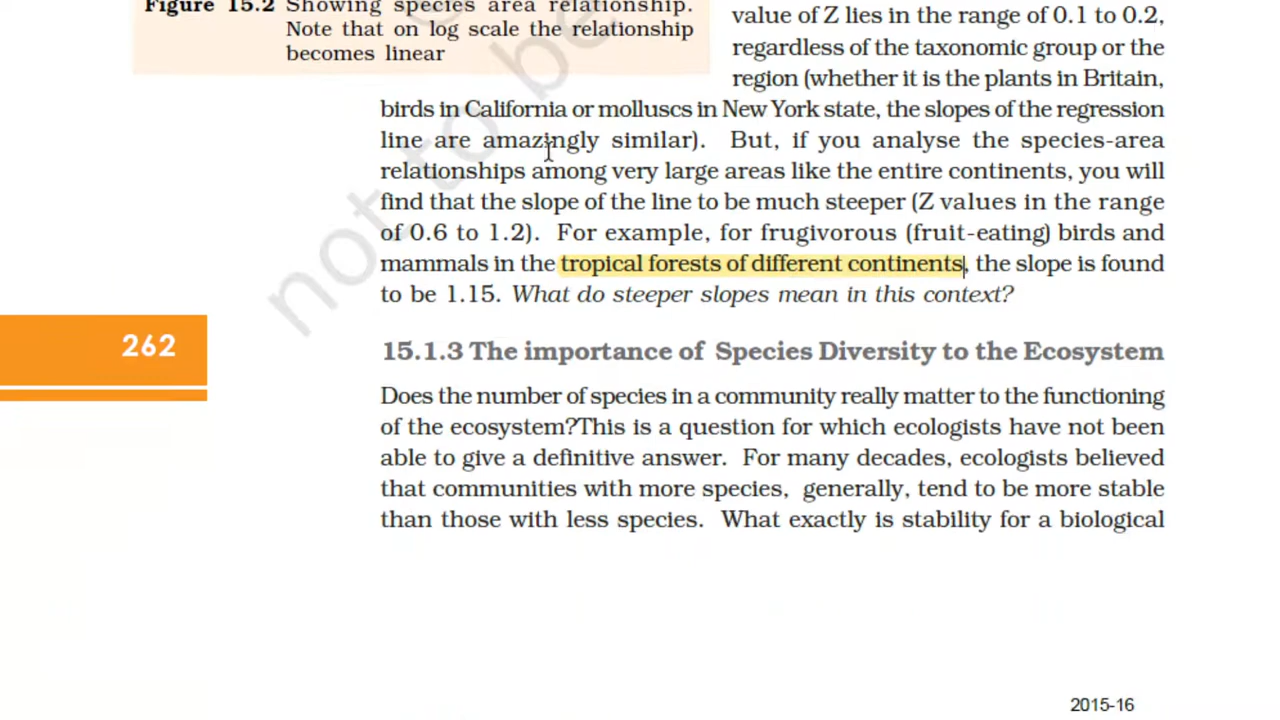 Figure 15.2 Showing species area relationship.
Note that on log scale the relationship
becomes linear
value of Z lies in the range of 0.1 to 0.2,
regardless of the taxonomic group or the
region (whether it is the plants in Britain,
birds in California or molluscs in New York state, the slopes of the regression
line are amazingly similar). But, if you analyse the species-area
relationships among very large areas like the entire continents, you will
find that the slope of the line to be much steeper (Z values in the range
of 0.6 to 1.2). For example, for frugivorous (fruit-eating) birds and
mammals in the tropical forests of different continents, the slope is found
to be 1.15. What do steeper slopes mean in this context?
262
15.1.3 The importance of Species Diversity to the Ecosystem
Does the number of species in a community really matter to the functioning
of the ecosystem?This is a question for which ecologists have not been
able to give a definitive answer. For many decades, ecologists believed
that communities with more species, generally, tend to be more stable
than those with less species. What exactly is stability for a biological
2015-16
not to be